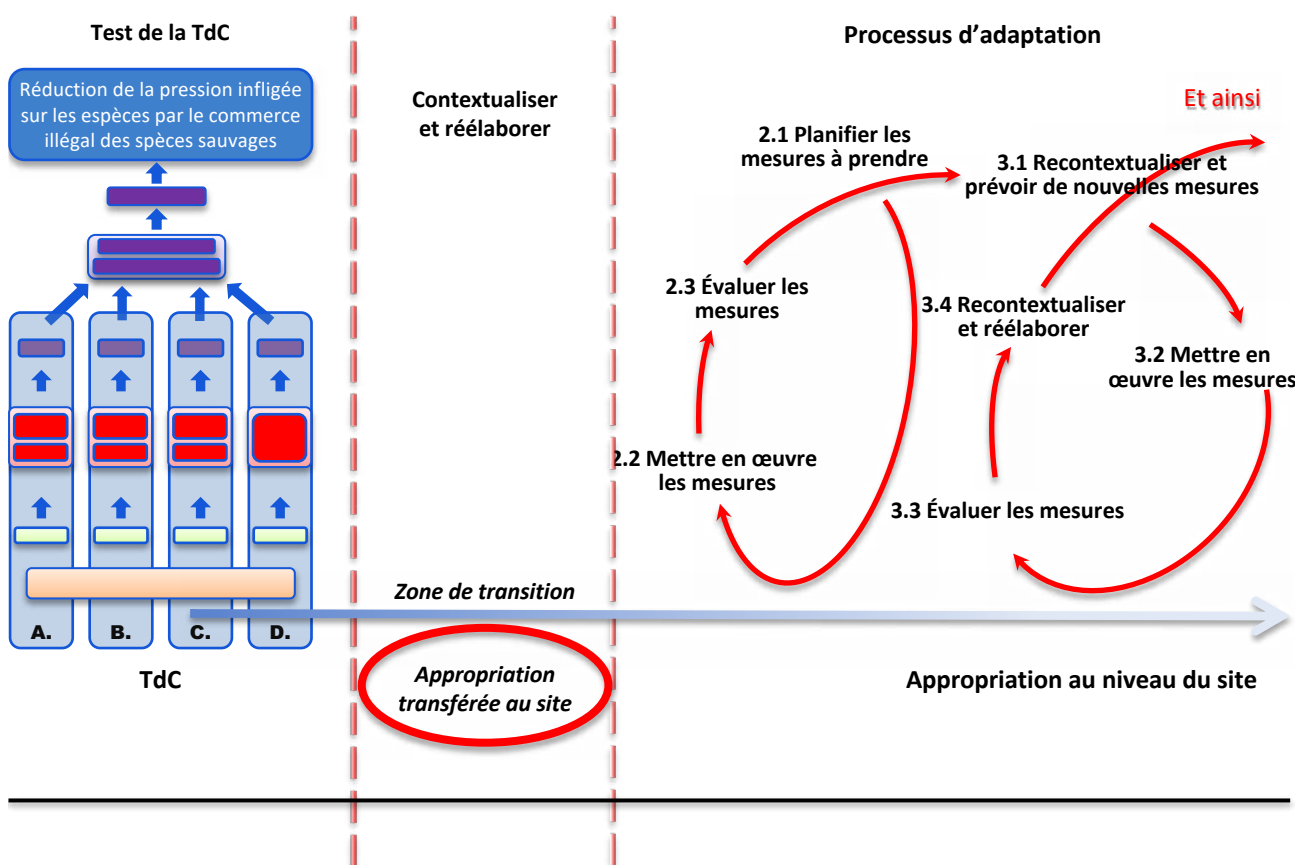 Test de la TdC
Réduction de la pression infligée
sur les espèces par le commerce
illégal des spèces sauvages
A.
B.
C.
D.
TdC
Contextualiser
et réélaborer
Zone de transition
Appropriation
transférée au site
Processus d’adaptation
Et ainsi
2.1 Planifier les
mesures à prendre
2.3 Évaluer les
mesures
2.2 Mettre en œuvre
les mesures
3.1 Recontextualiser et
prévoir de nouvelles mesures
3.4 Recontextualiser
et réélaborer
3.2 Mettre en
œuvre les mesures
3.3 Évaluer les mesures
Appropriation au niveau du site